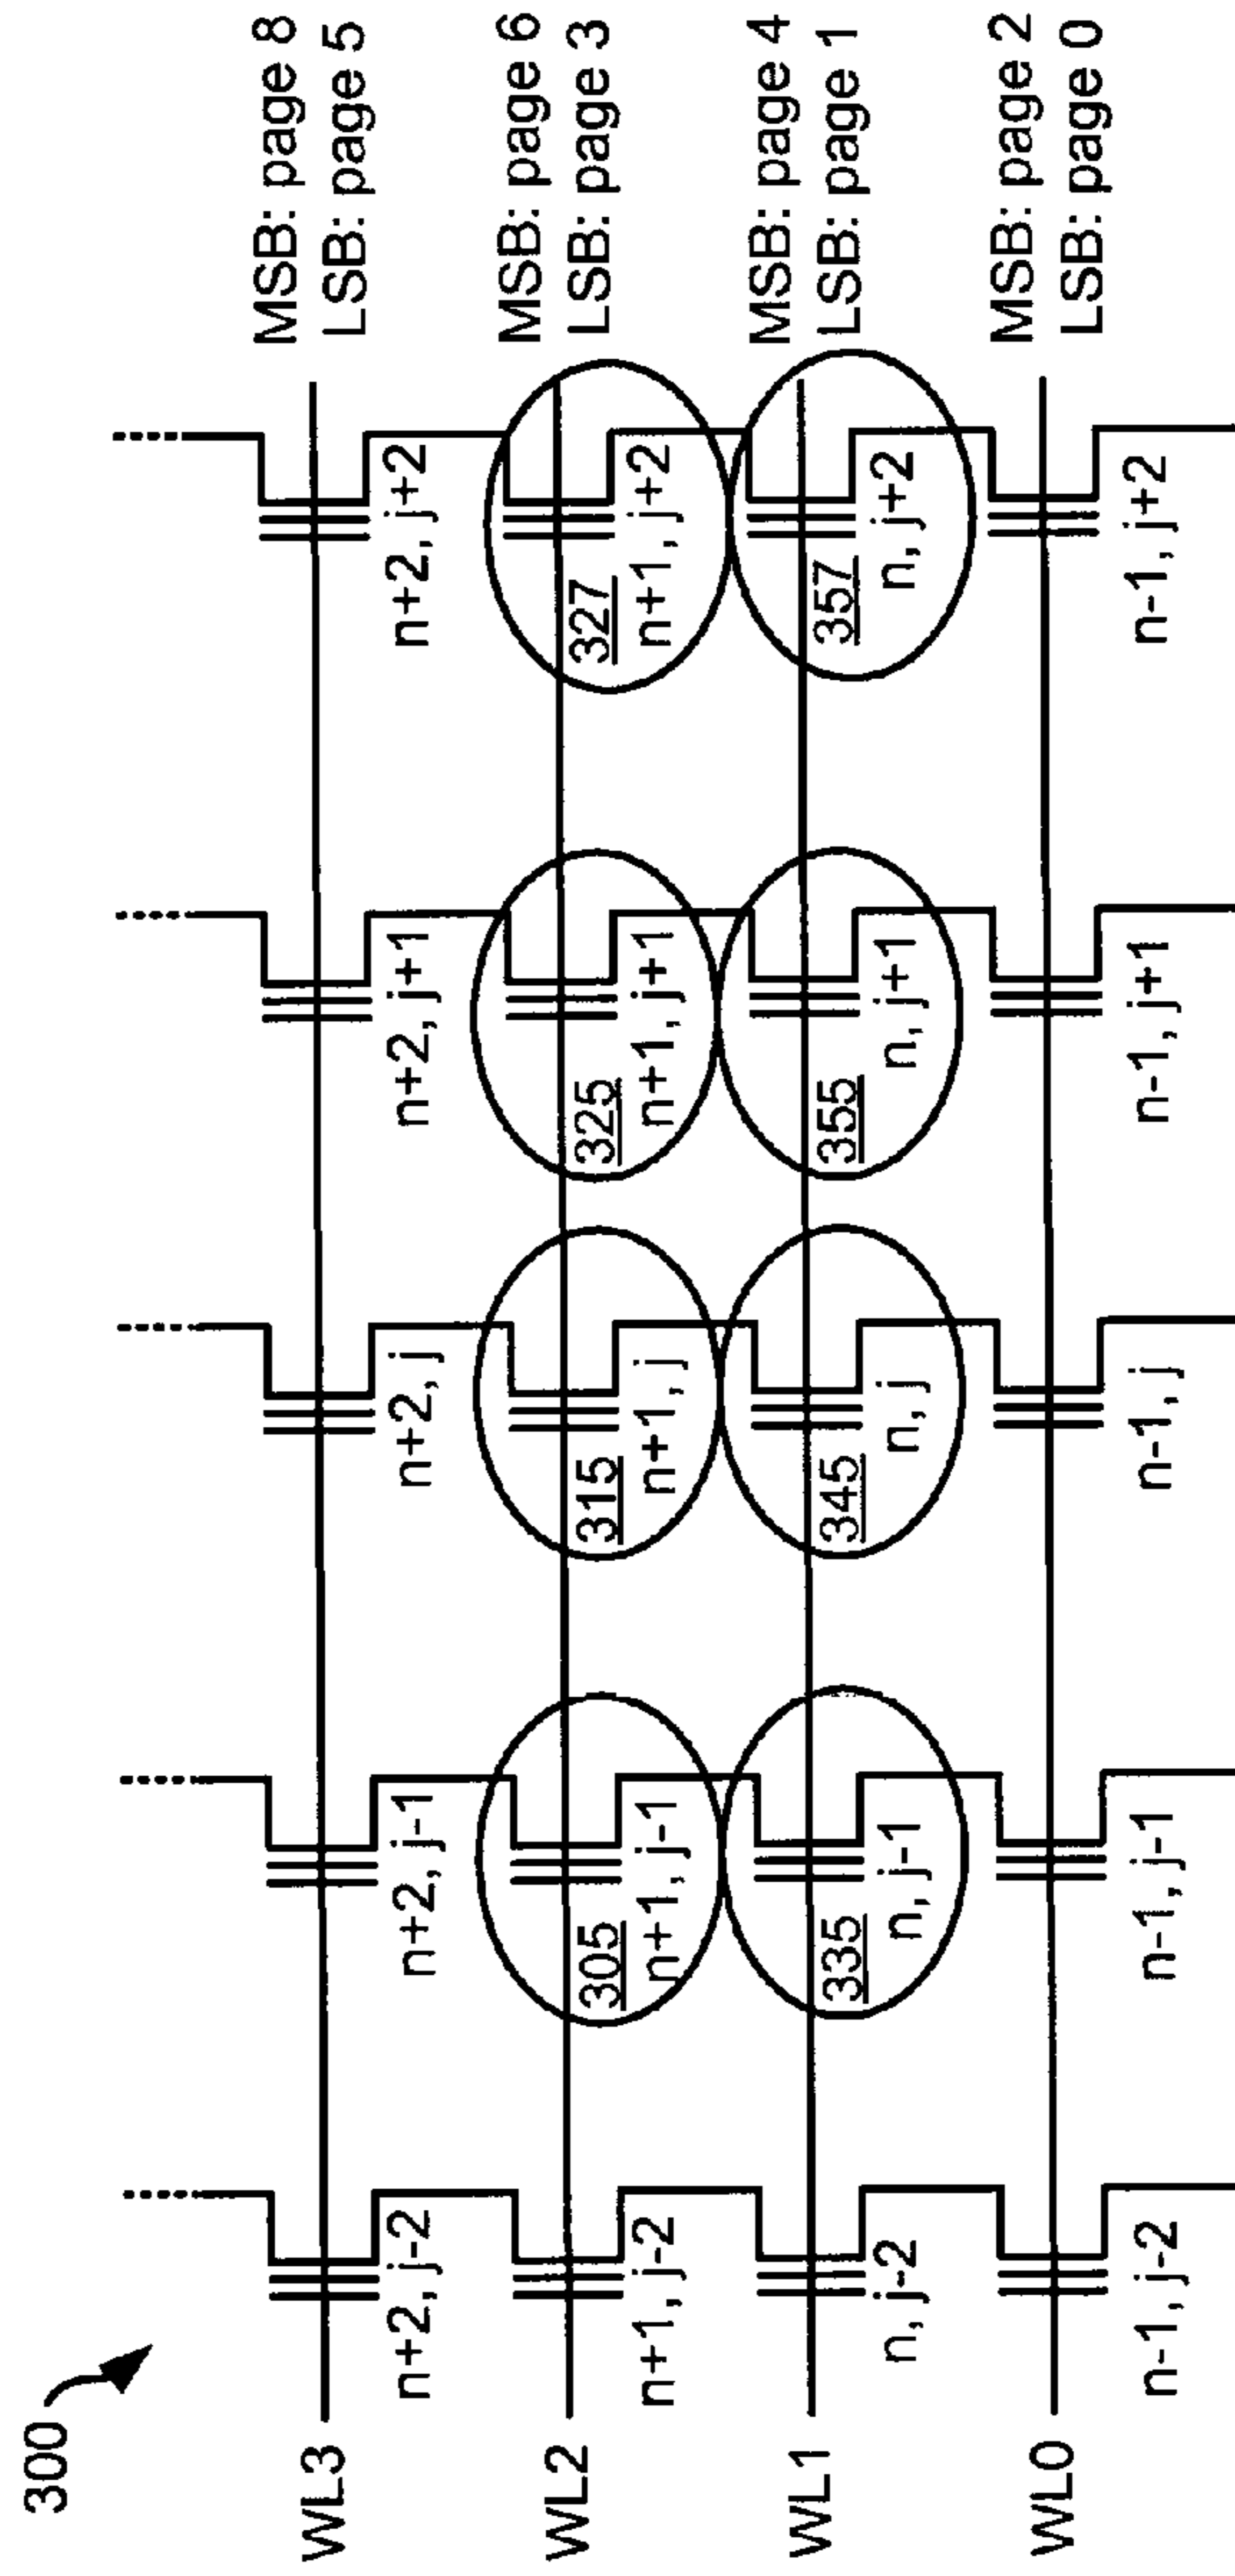 300
MSB: page 8
LSB: page 5
WL3
n+2, j-2
n+2, j-1
n+2, j
n+2, j+1
n+2, j+2
MSB: page 6
LSB: page 3
WL2
305
315
325
327
n+1, j-2
n+1, j-1
n+1, j
n+1, j+1
n+1, j+2
MSB: page 4
LSB: page 1
WL1
335
345
355
357
n, j-2
n, j-1
n, j
n, j+1
n, j+2
MSB: page 2
LSB: page 0
WL0
n-1, j-2
n-1, j-1
n-1, j
n-1, j+1
n-1, j+2